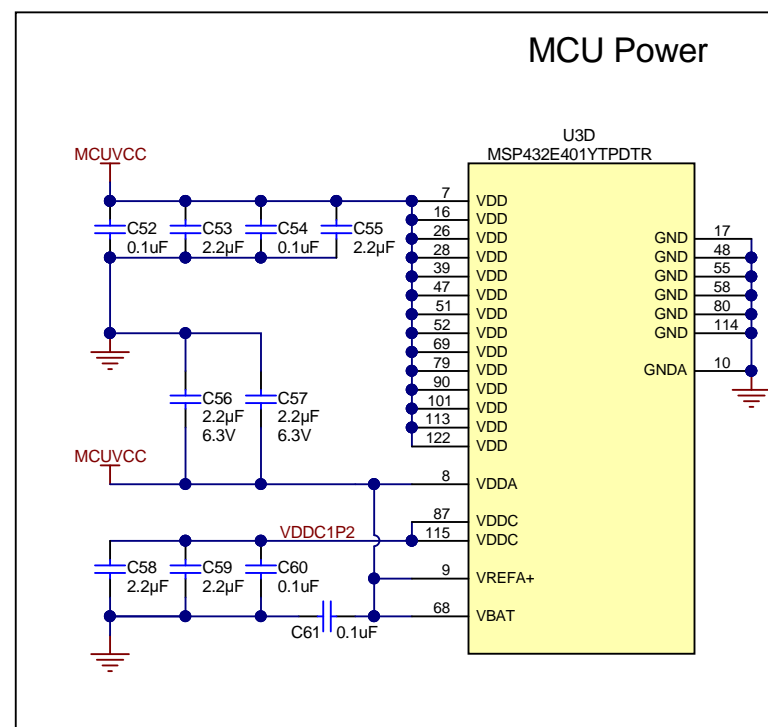 MCU Power
U3D
MSP432E401YTPDTR
MCUVCC
C52
0.1uF
C53
2.2µF
C54
0.1uF
C55
2.2µF
7 VDD
16 VDD
26 VDD
28 VDD
39 VDD
47 VDD
51 VDD
52 VDD
69 VDD
79 VDD
90 VDD
101 VDD
113 VDD
122 VDD
GND 17
GND 48
GND 55
GND 58
GND 80
GND 114
GNDA 10
C56
2.2µF
6.3V
C57
2.2µF
6.3V
MCUVCC
8 VDDA
87 VDDC
VDDC1P2
115 VDDC
C58
2.2µF
C59
2.2µF
C60
0.1uF
9 VREFA+
68 VBAT
C61 0.1uF